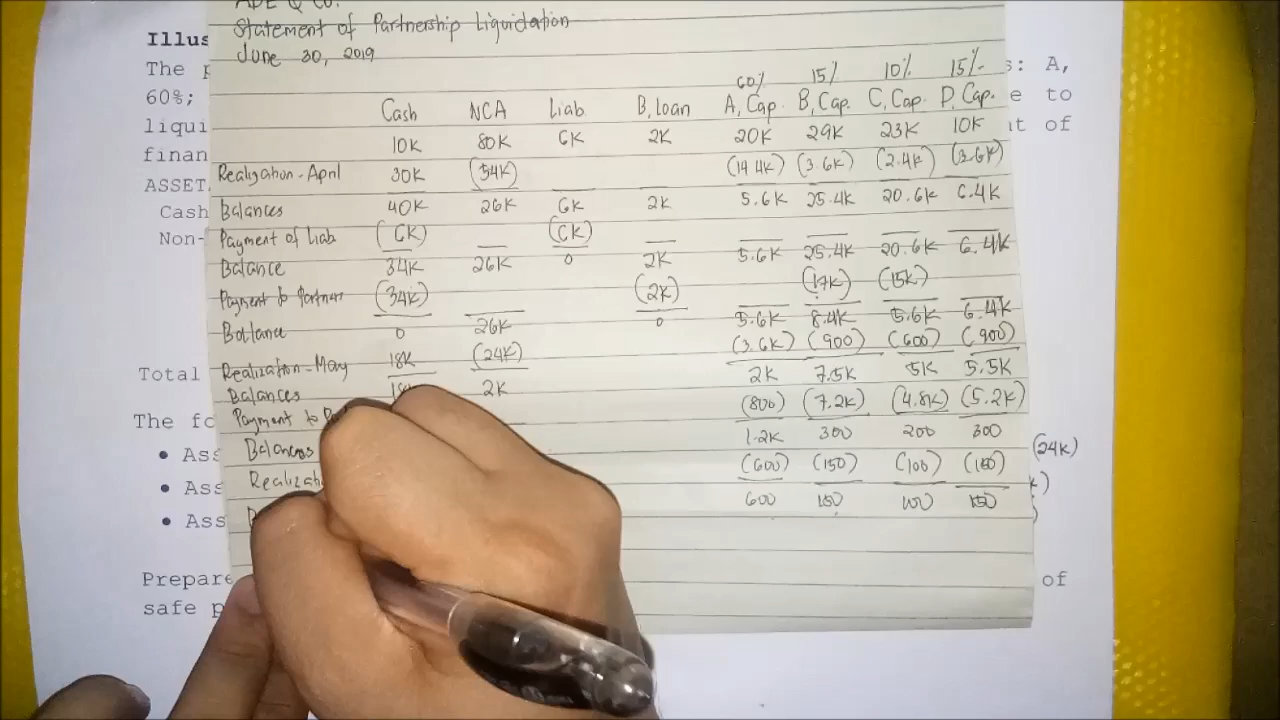 & Co.
Statement of Partnership Liquidation
June 30, 2019
Illus
The p
60%;
liqui
finan
ASSET
Cash
Non-
Total
The fo
• Ass
• Ass
• Ass
Prepare
safe p
s: A,
e to
t of
(24K)
)
of
60% 15% 10% 15%
Cash NCA Liab B, Loan A, Cap. B, Cap. C, Cap. D, Cap.
10K 80K 6K 2K 20K 29K 23K 10K
Realization-April 30K (54K) (14.4K) (3.6K) (2.4K) (3.6K)
Balances 40K 26K 6K 2K 5.6K 25.4K 20.6K 6.4K
Payment of Liab (6K) (6K)
Balance 34K 26K 0 2K 5.6K 25.4K 20.6K 6.4K
Payment to Partners (34K) (2K) (17K) (15K)
Balance 0 26K 0 5.6K 8.4K 5.6K 6.4K
Realization-May 18K (24K) (3.6K) (900) (600) (900)
Balances 2K 2K 7.5K 5K 5.5K
Payment to (800) (7.2K) (4.8K) (5.2K)
Balances 1.2K 300 200 300
Realizat (600) (150) (100) (150)
600 150 100 150